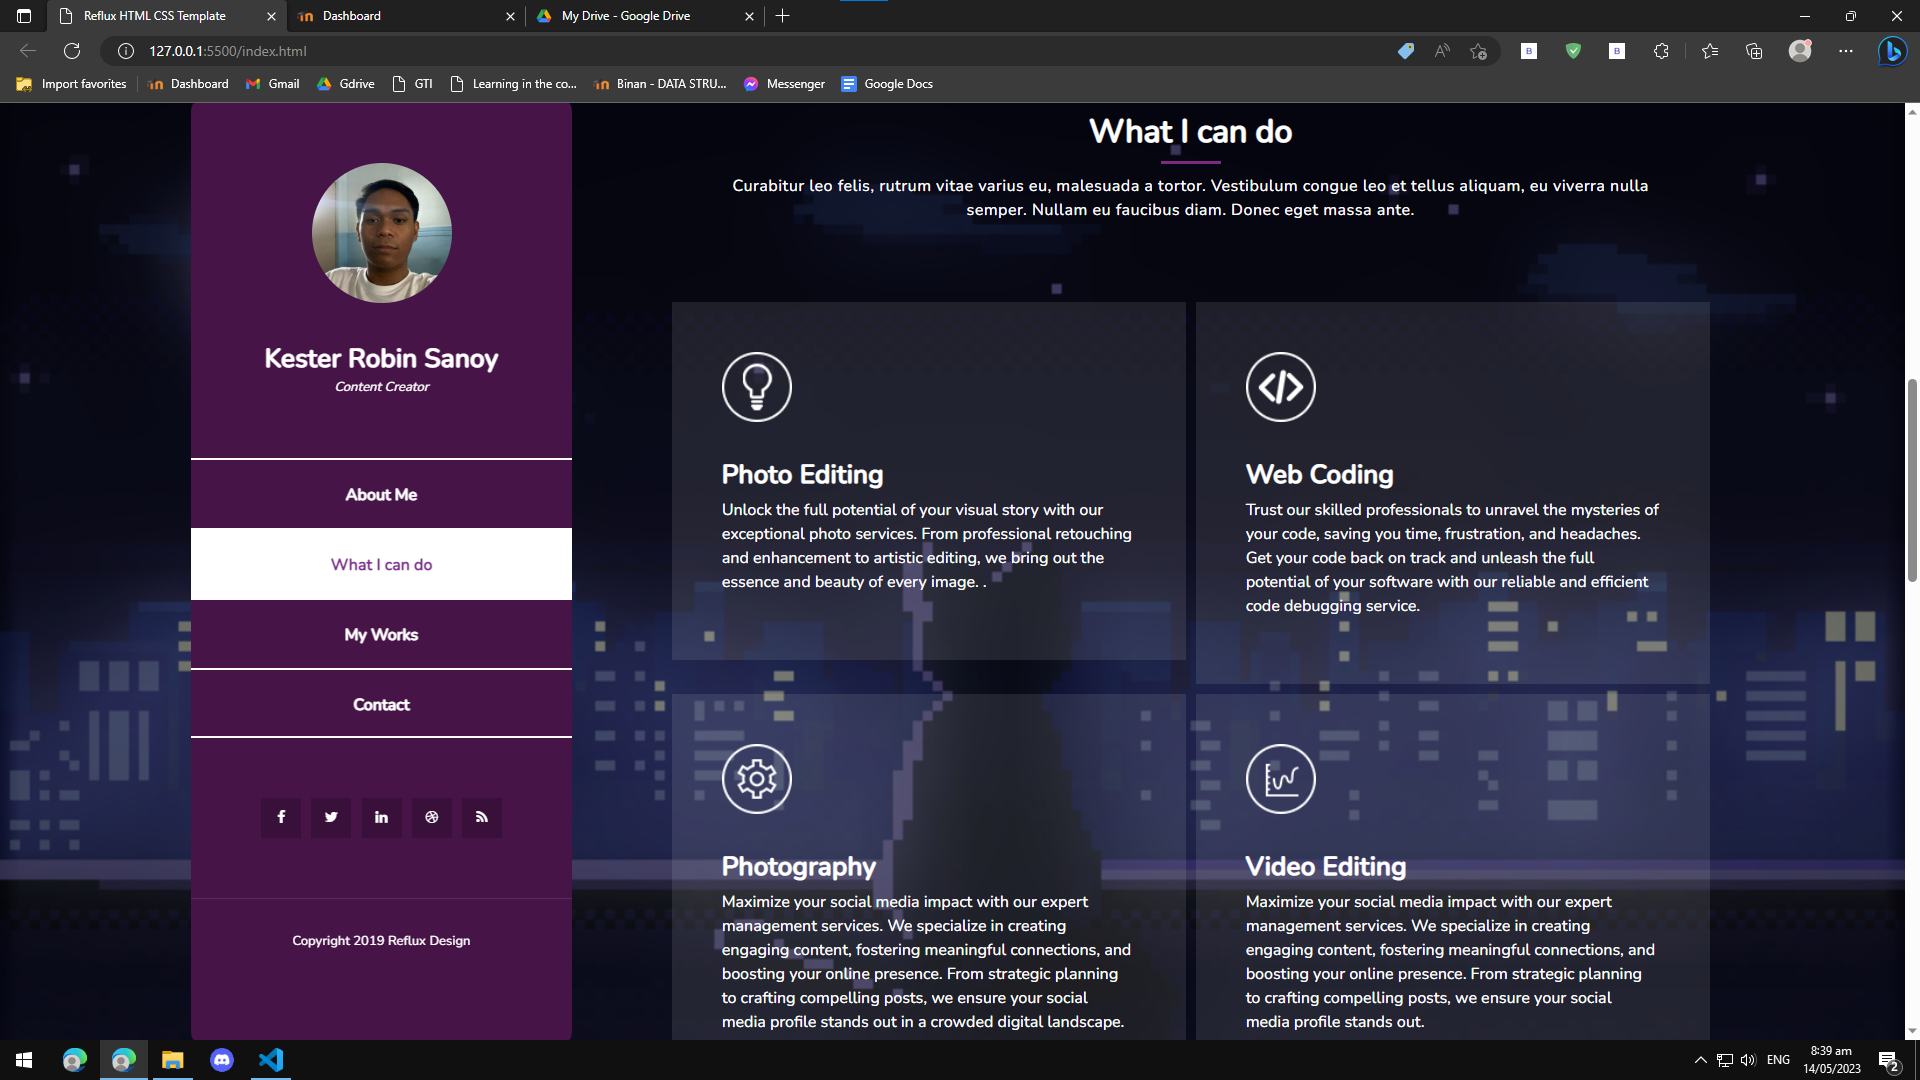 Reflux HTML CSS Template
Dashboard
My Drive - Google Drive
127.0.0.1:5500/index.html
Import favorites
Dashboard
Gmail
Gdrive
GTI
Learning in the co...
Binan - DATA STRU...
Messenger
Google Docs
Kester Robin Sanoy
Content Creator
About Me
What I can do
My Works
Contact
Copyright 2019 Reflux Design
What I can do
Curabitur leo felis, rutrum vitae varius eu, malesuada a tortor. Vestibulum congue leo et tellus aliquam, eu viverra nulla
semper. Nullam eu faucibus diam. Donec eget massa ante.
Photo Editing
Unlock the full potential of your visual story with our
exceptional photo services. From professional retouching
and enhancement to artistic editing, we bring out the
essence and beauty of every image. .
Web Coding
Trust our skilled professionals to unravel the mysteries of
your code, saving you time, frustration, and headaches.
Get your code back on track and unleash the full
potential of your software with our reliable and efficient
code debugging service.
Photography
Maximize your social media impact with our expert
management services. We specialize in creating
engaging content, fostering meaningful connections, and
boosting your online presence. From strategic planning
to crafting compelling posts, we ensure your social
media profile stands out in a crowded digital landscape.
Video Editing
Maximize your social media impact with our expert
management services. We specialize in creating
engaging content, fostering meaningful connections, and
boosting your online presence. From strategic planning
to crafting compelling posts, we ensure your social
media profile stands out.
ENG
8:39 am
14/05/2023
2